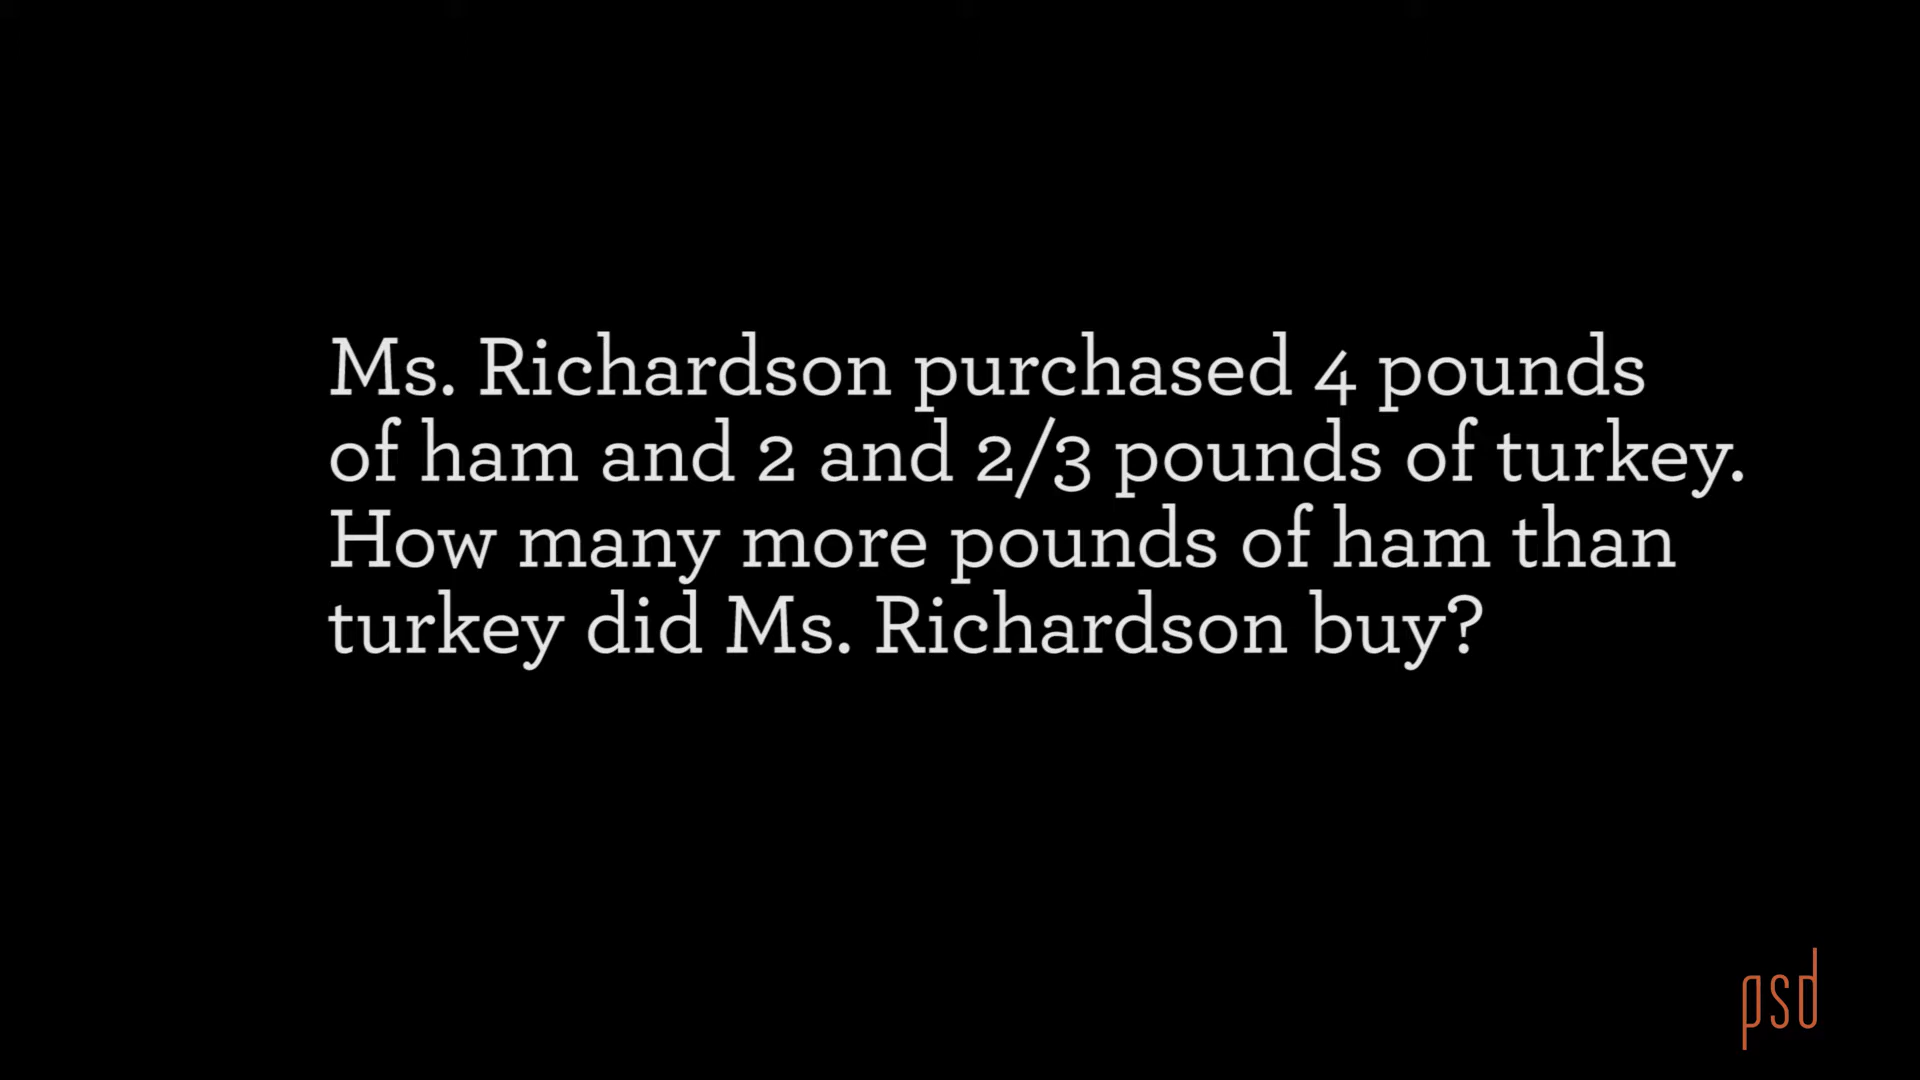 Ms. Richardson purchased 4 pounds
of ham and 2 and 2/3 pounds of turkey.
How many more pounds of ham than
turkey did Ms. Richardson buy?
psd